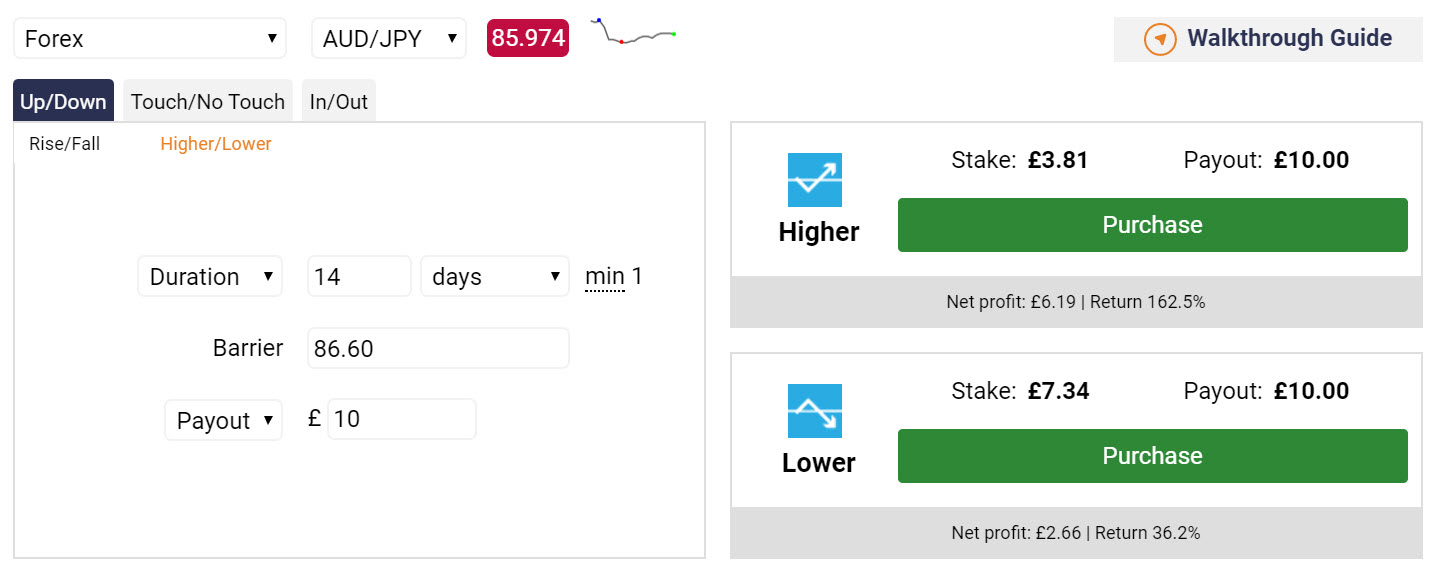 Forex AUD/JPY 85.974 Walkthrough Guide
Up/Down Touch/No Touch In/Out
Rise/Fall Higher/Lower
Duration 14 days min 1
Barrier 86.60
Payout £ 10
Stake: £3.81 Payout: £10.00
Purchase
Higher
Net profit: £6.19 | Return 162.5%
Stake: £7.34 Payout: £10.00
Purchase
Lower
Net profit: £2.66 | Return 36.2%